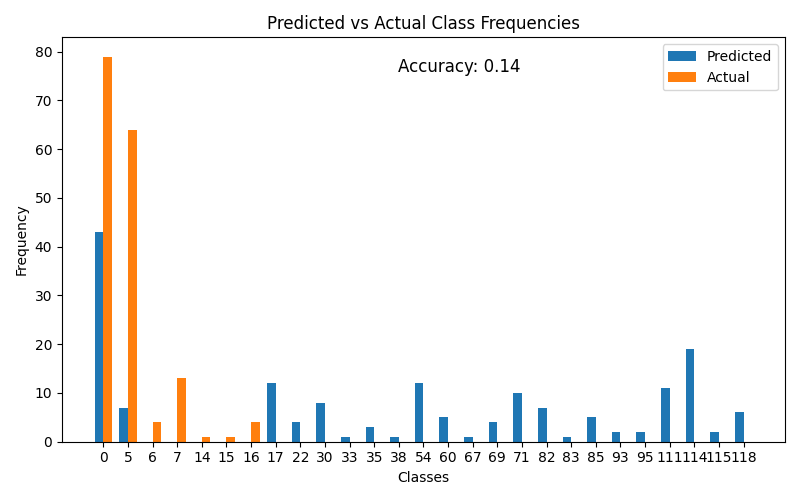 Predicted vs Actual Class Frequencies
Accuracy: 0.14
Predicted
Actual
Frequency
80
70
60
50
40
30
20
10
0
0 5 6 7 14 15 16 17 22 30 33 35 38 54 60 67 69 71 82 83 85 93 95 111 114 115 118
Classes